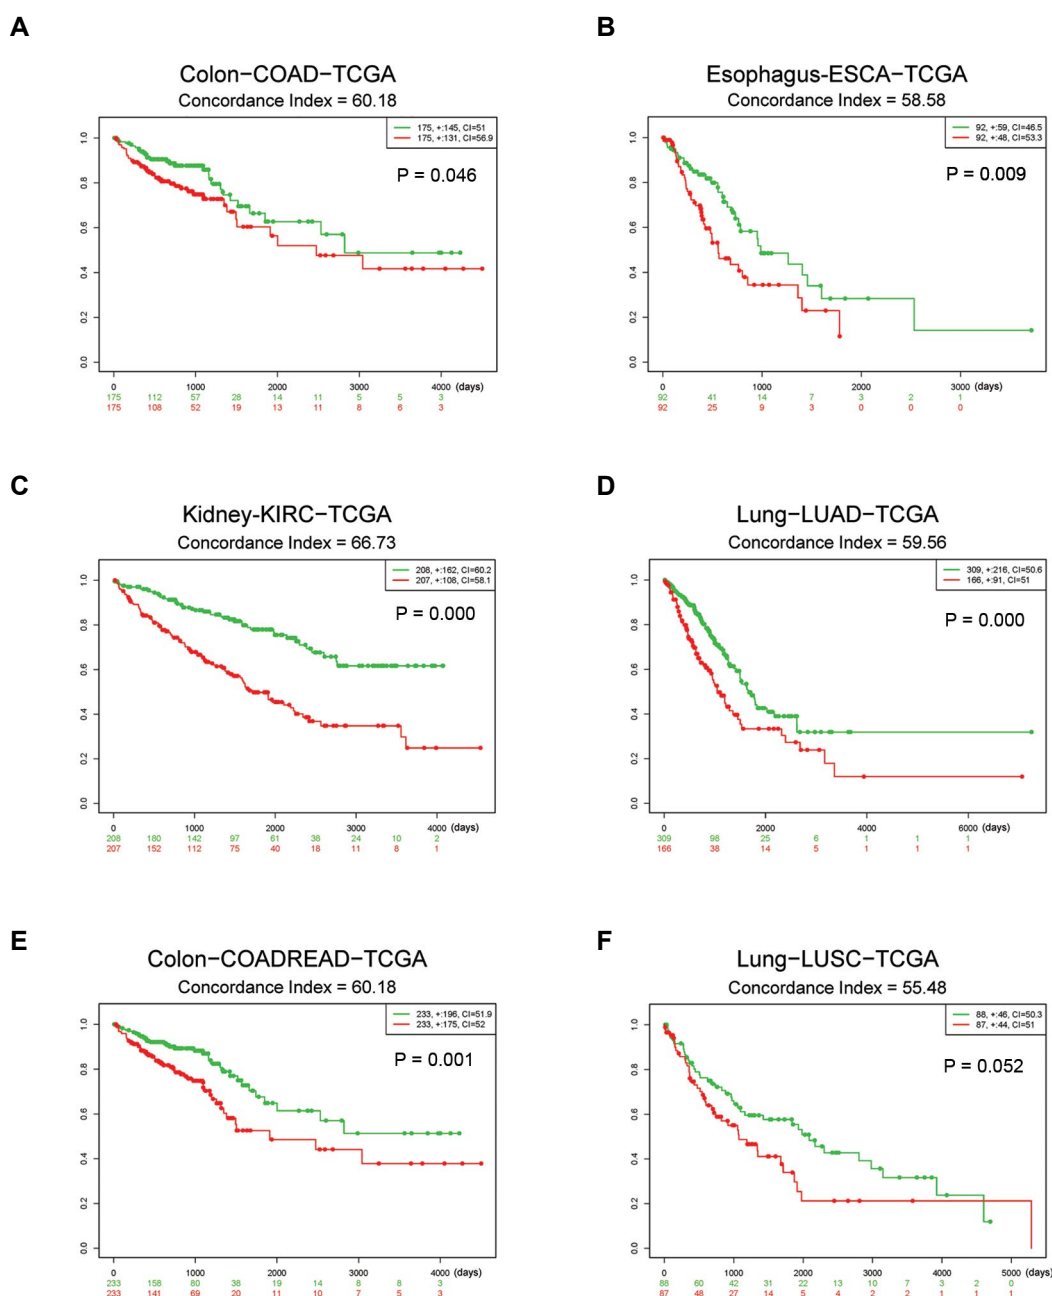 A
Colon−COAD−TCGA
Concordance Index = 60.18
175, +:145, CI=51
175, +:131, CI=56.9
P = 0.046
1.0
0.8
0.6
0.4
0.2
0.0
0 1000 2000 3000 4000 (days)
175 112 57 28 14 11 5 5 3
175 108 52 19 13 11 8 6 3
B
Esophagus-ESCA−TCGA
Concordance Index = 58.58
92, +:59, CI=46.5
92, +:48, CI=53.3
P = 0.009
1.0
0.8
0.6
0.4
0.2
0.0
0 1000 2000 3000 (days)
92 41 14 7 3 2 1
92 25 9 3 0 0 0
C
Kidney-KIRC−TCGA
Concordance Index = 66.73
208, +:162, CI=60.2
207, +:108, CI=58.1
P = 0.000
1.0
0.8
0.6
0.4
0.2
0.0
0 1000 2000 3000 4000 (days)
208 180 142 97 61 38 24 10 2
207 152 112 75 40 18 11 8 1
D
Lung−LUAD−TCGA
Concordance Index = 59.56
309, +:216, CI=50.6
166, +:91, CI=51
P = 0.000
1.0
0.8
0.6
0.4
0.2
0.0
0 2000 4000 6000 (days)
309 98 25 6 1 1 1
166 38 14 5 1 1 1
E
Colon−COADREAD−TCGA
Concordance Index = 60.18
233, +:196, CI=51.9
233, +:175, CI=52
P = 0.001
1.0
0.8
0.6
0.4
0.2
0.0
0 1000 2000 3000 4000 (days)
233 158 80 38 19 14 8 8 3
233 141 69 20 11 10 7 5 3
F
Lung−LUSC−TCGA
Concordance Index = 55.48
88, +:46, CI=50.3
87, +:44, CI=51
P = 0.052
1.0
0.8
0.6
0.4
0.2
0.0
0 1000 2000 3000 4000 5000 (days)
88 60 42 31 22 13 10 7 3 2 0
87 48 27 14 5 4 2 2 1 1 1